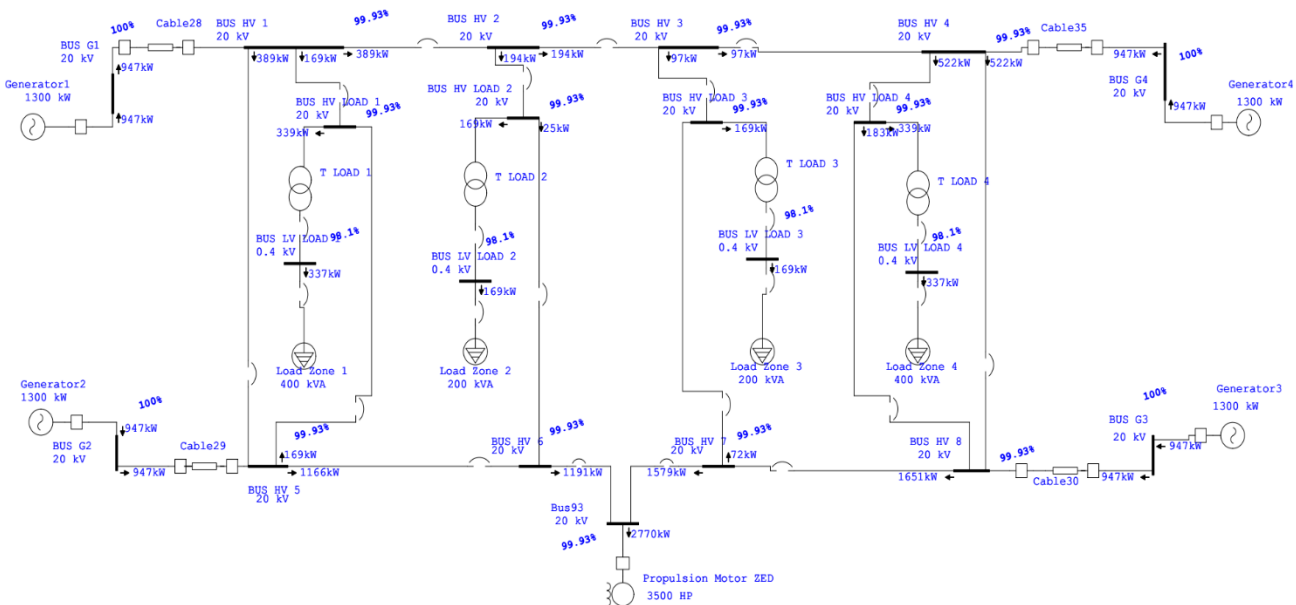 BUS HV 1
20 kV
99.93%
BUS HV 2
20 kV
99.93%
BUS HV 3
20 kV
99.93%
BUS HV 4
20 kV
99.93%
Cable28
100%
BUS G1
20 kV
947kW
Generator1
1300 kW
947kW
389kW
169kW
389kW
194kW
194kW
97kW
97kW
522kW
522kW
Cable35
947kW
100%
BUS G4
20 kV
947kW
Generator4
1300 kW
BUS HV LOAD 1
20 kV
99.93%
339kW
BUS HV LOAD 2
20 kV
99.93%
169kW
25kW
BUS HV LOAD 3
20 kV
99.93%
169kW
BUS HV LOAD 4
20 kV
99.93%
183kW
339kW
T LOAD 1
T LOAD 2
T LOAD 3
T LOAD 4
BUS LV LOAD 1
0.4 kV
98.1%
337kW
BUS LV LOAD 2
0.4 kV
98.1%
169kW
BUS LV LOAD 3
0.4 kV
98.1%
169kW
BUS LV LOAD 4
0.4 kV
98.1%
337kW
Load Zone 1
400 kVA
Load Zone 2
200 kVA
Load Zone 3
200 kVA
Load Zone 4
400 kVA
Generator2
1300 kW
100%
947kW
BUS G2
20 kV
947kW
Cable29
99.93%
169kW
1166kW
BUS HV 5
20 kV
BUS HV 6
20 kV
99.93%
1191kW
BUS HV 7
20 kV
99.93%
72kW
1579kW
BUS HV 8
20 kV
99.93%
1651kW
Cable30
947kW
100%
BUS G3
20 kV
947kW
Generator3
1300 kW
Bus93
20 kV
99.93%
2770kW
Propulsion Motor ZED
3500 HP